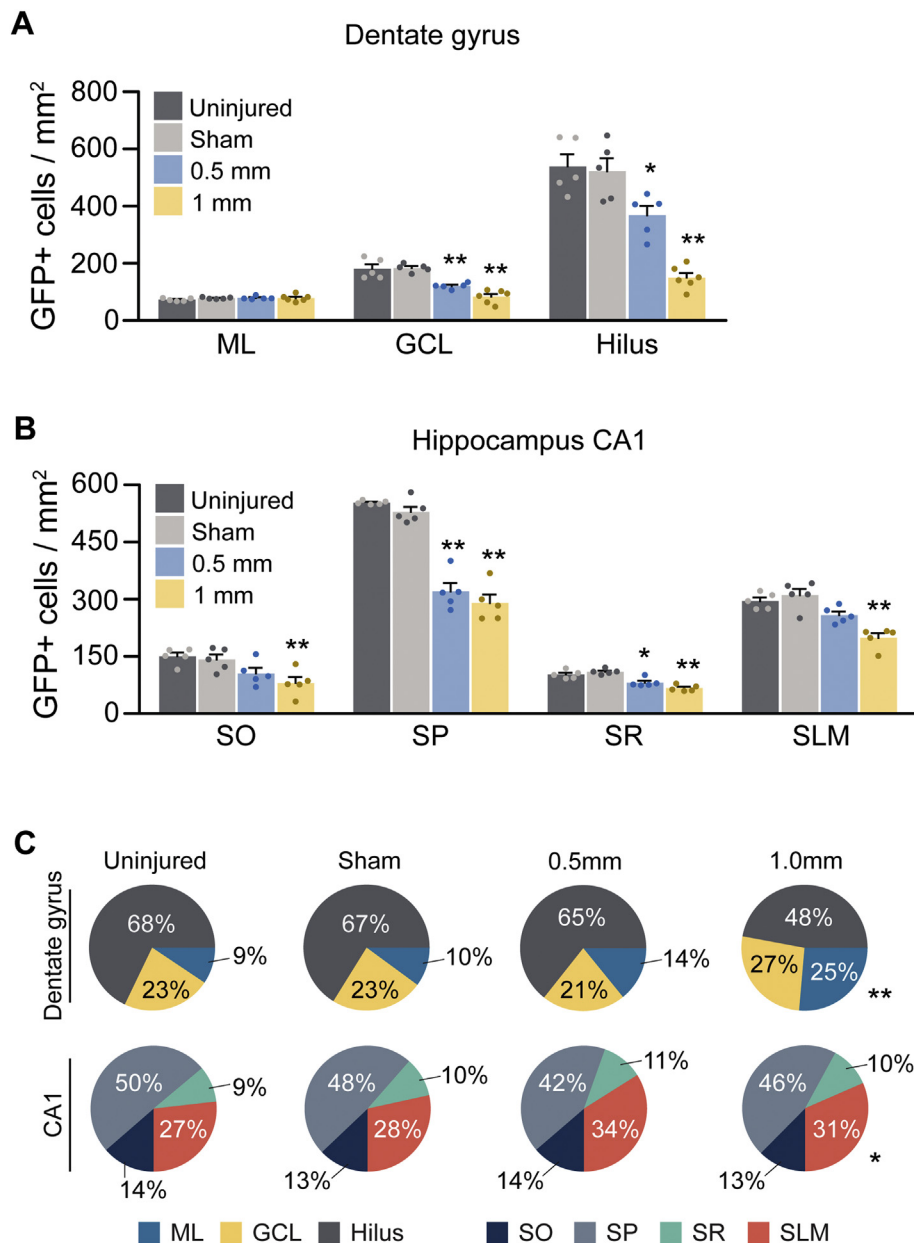 A
Dentate gyrus
GFP+ cells / mm²
800
600
400
200
0
Uninjured
Sham
0.5 mm
1 mm
** ** * **
ML GCL Hilus
B
Hippocampus CA1
GFP+ cells / mm²
600
450
300
150
0
Uninjured
Sham
0.5 mm
1 mm
** ** ** * ** **
SO SP SR SLM
C
Uninjured Sham 0.5mm 1.0mm
Dentate gyrus
68% 9% 23%
67% 10% 23%
65% 14% 21%
48% 27% 25% **
CA1
50% 9% 27% 14%
48% 10% 28% 13%
42% 11% 34% 14%
46% 10% 31% 13% *
ML GCL Hilus SO SP SR SLM